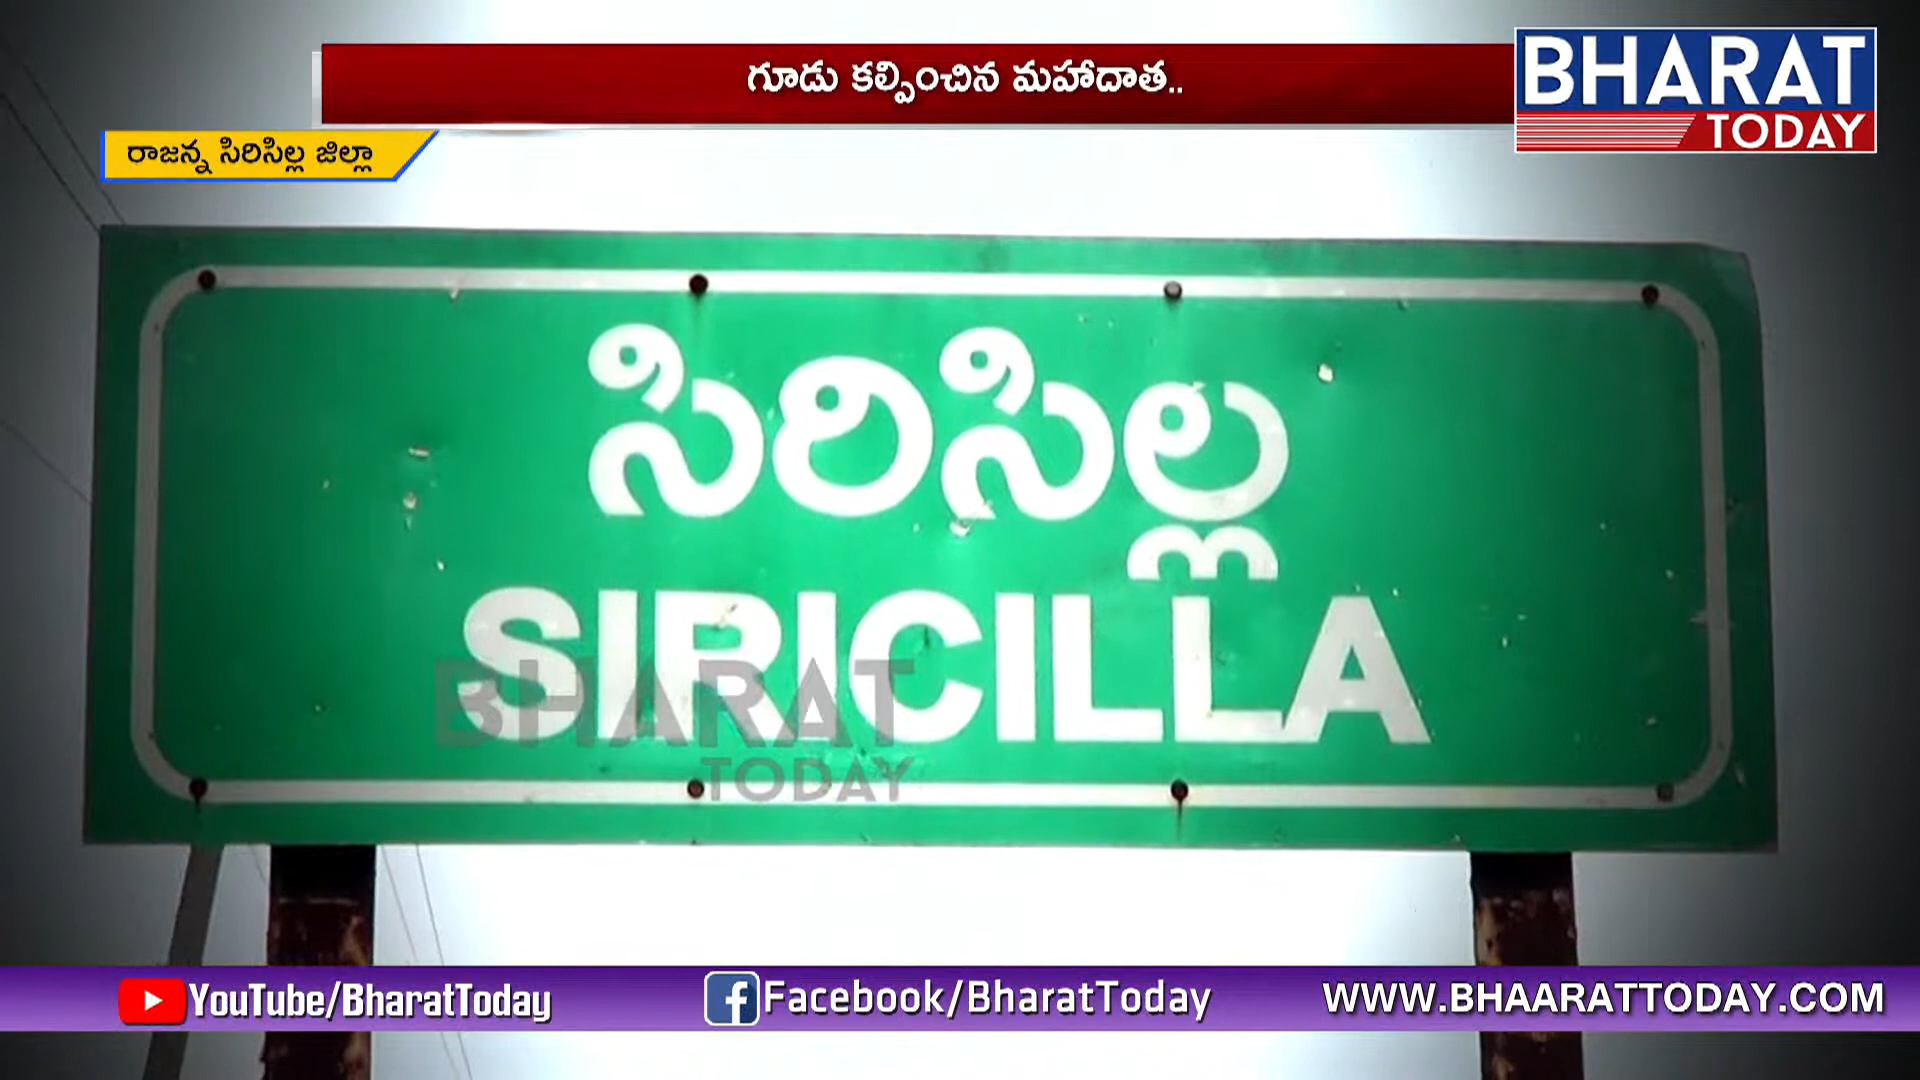 గూడు కల్పించిన మహాదాత..
BHARAT
TODAY
రాజన్న సిరిసిల్ల జిల్లా
సిరిసిల్ల
SIRICILLA
BHARAT
TODAY
YouTube/BharatToday
Facebook/BharatToday
WWW.BHAARATTODAY.COM